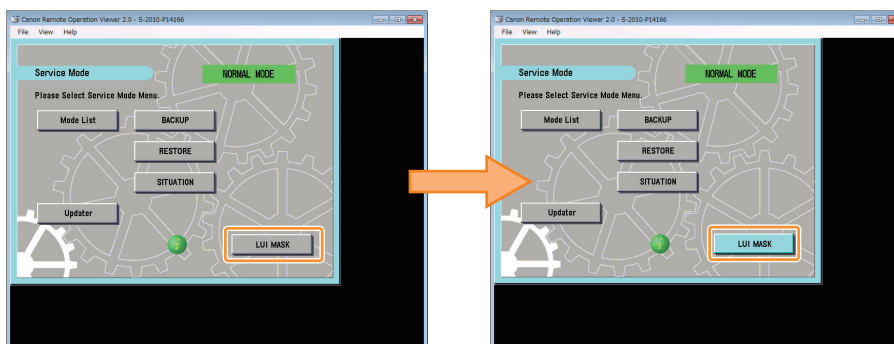 Canon Remote Operation Viewer 2.0 - S-2010-P14166
File View Help
Service Mode
NORMAL MODE
Please Select Service Mode Menu.
Mode List
BACKUP
RESTORE
SITUATION
Updater
i
LUI MASK
Canon Remote Operation Viewer 2.0 - S-2010-P14166
File View Help
Service Mode
NORMAL MODE
Please Select Service Mode Menu.
Mode List
BACKUP
RESTORE
SITUATION
Updater
i
LUI MASK